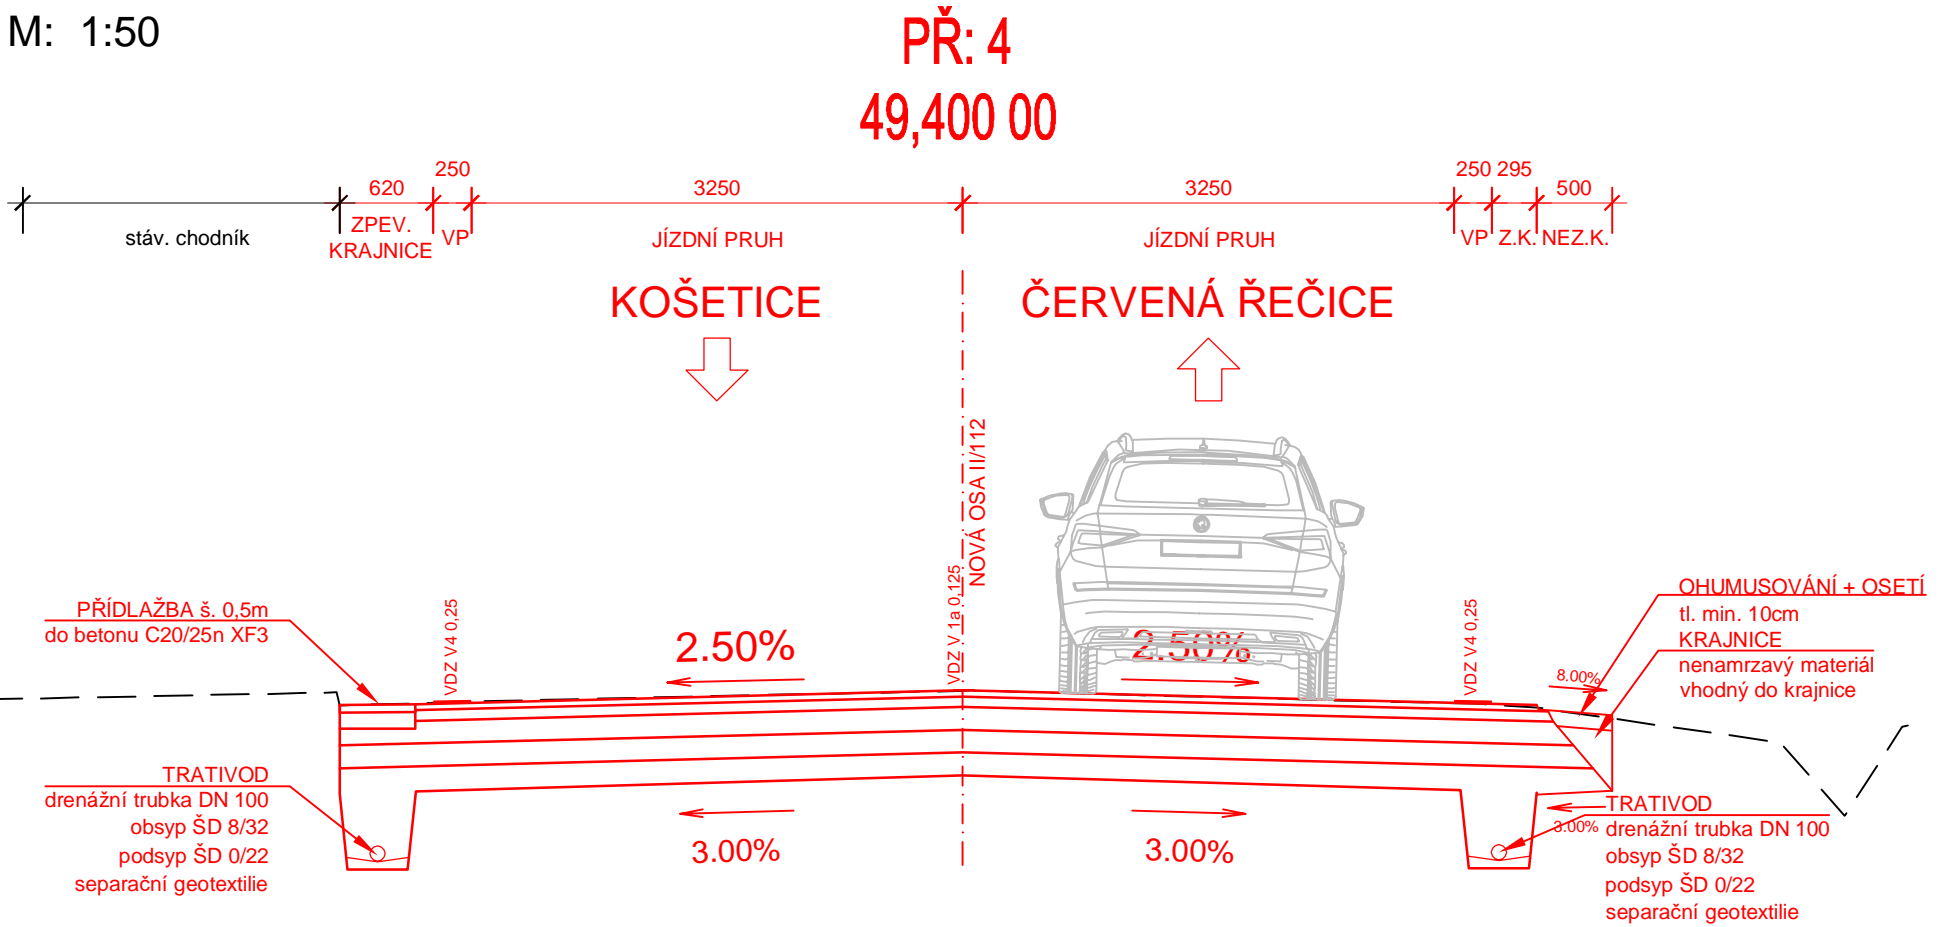 M: 1:50
PŘ: 4
49,400 00
620
250
3250
3250
250 295
500
stáv. chodník
ZPEV.
KRAJNICE
VP
JÍZDNÍ PRUH
JÍZDNÍ PRUH
VP
Z.K.
NEZ.K.
KOŠETICE
ČERVENÁ ŘEČICE
NOVÁ OSA II/112
VDZ V 1a 0,125
PŘÍDLAŽBA š. 0,5m
do betonu C20/25n XF3
VDZ V4 0,25
2.50%
2.50%
VDZ V4 0,25
8.00%
OHUMUSOVÁNÍ + OSETÍ
tl. min. 10cm
KRAJNICE
nenamrzavý materiál
vhodný do krajnice
TRATIVOD
drenážní trubka DN 100
obsyp ŠD 8/32
podsyp ŠD 0/22
separační geotextilie
3.00%
3.00%
3.00%
TRATIVOD
drenážní trubka DN 100
obsyp ŠD 8/32
podsyp ŠD 0/22
separační geotextilie